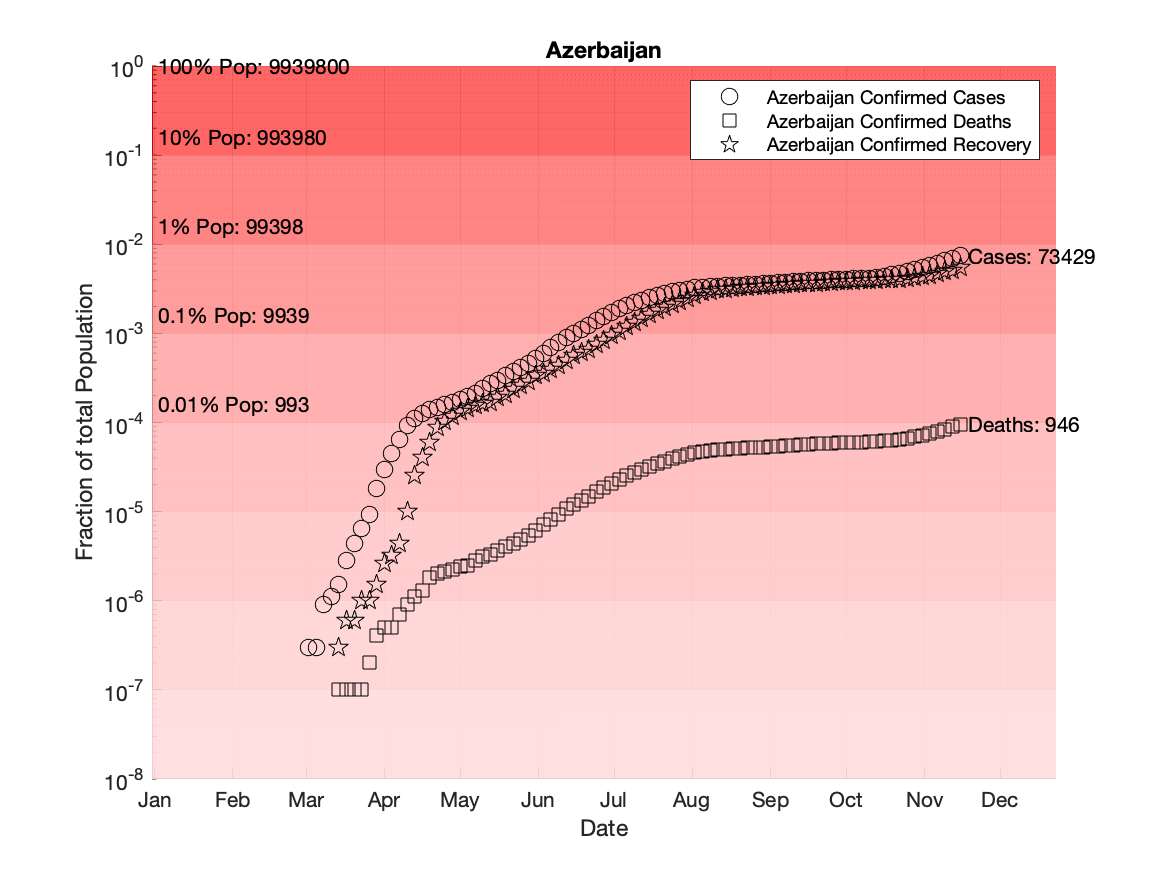 Azerbaijan
10^0
100% Pop: 9939800
Azerbaijan Confirmed Cases
Azerbaijan Confirmed Deaths
Azerbaijan Confirmed Recovery
10% Pop: 993980
10^-1
1% Pop: 99398
10^-2
Cases: 73429
0.1% Pop: 9939
10^-3
0.01% Pop: 993
10^-4
Deaths: 946
10^-5
10^-6
10^-7
10^-8
Fraction of total Population
Jan Feb Mar Apr May Jun Jul Aug Sep Oct Nov Dec
Date